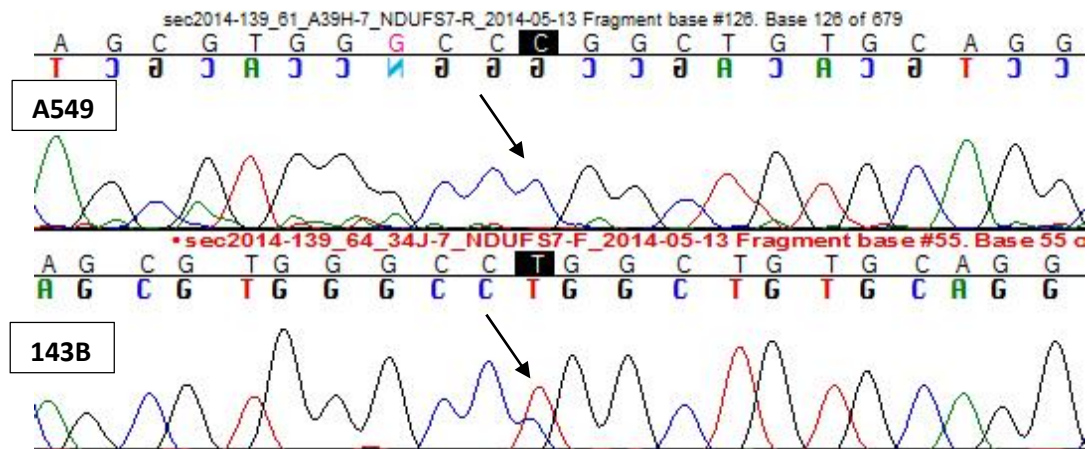 sec2014-139_61_A39H-7_NDUFS7-R_2014-05-13 Fragment base #126. Base 126 of 679
A G C G T G G G C C C G G C T G T G C A G G
T C G C A C C N G G G C C G A C A C G T C C
A549
•sec2014-139_64_34J-7_NDUFS7-F_2014-05-13 Fragment base #55. Base 55 o
A G C G T G G G C C T G G C T G T G C A G G
A G C G T G G G C C T G G C T G T G C A G G
143B